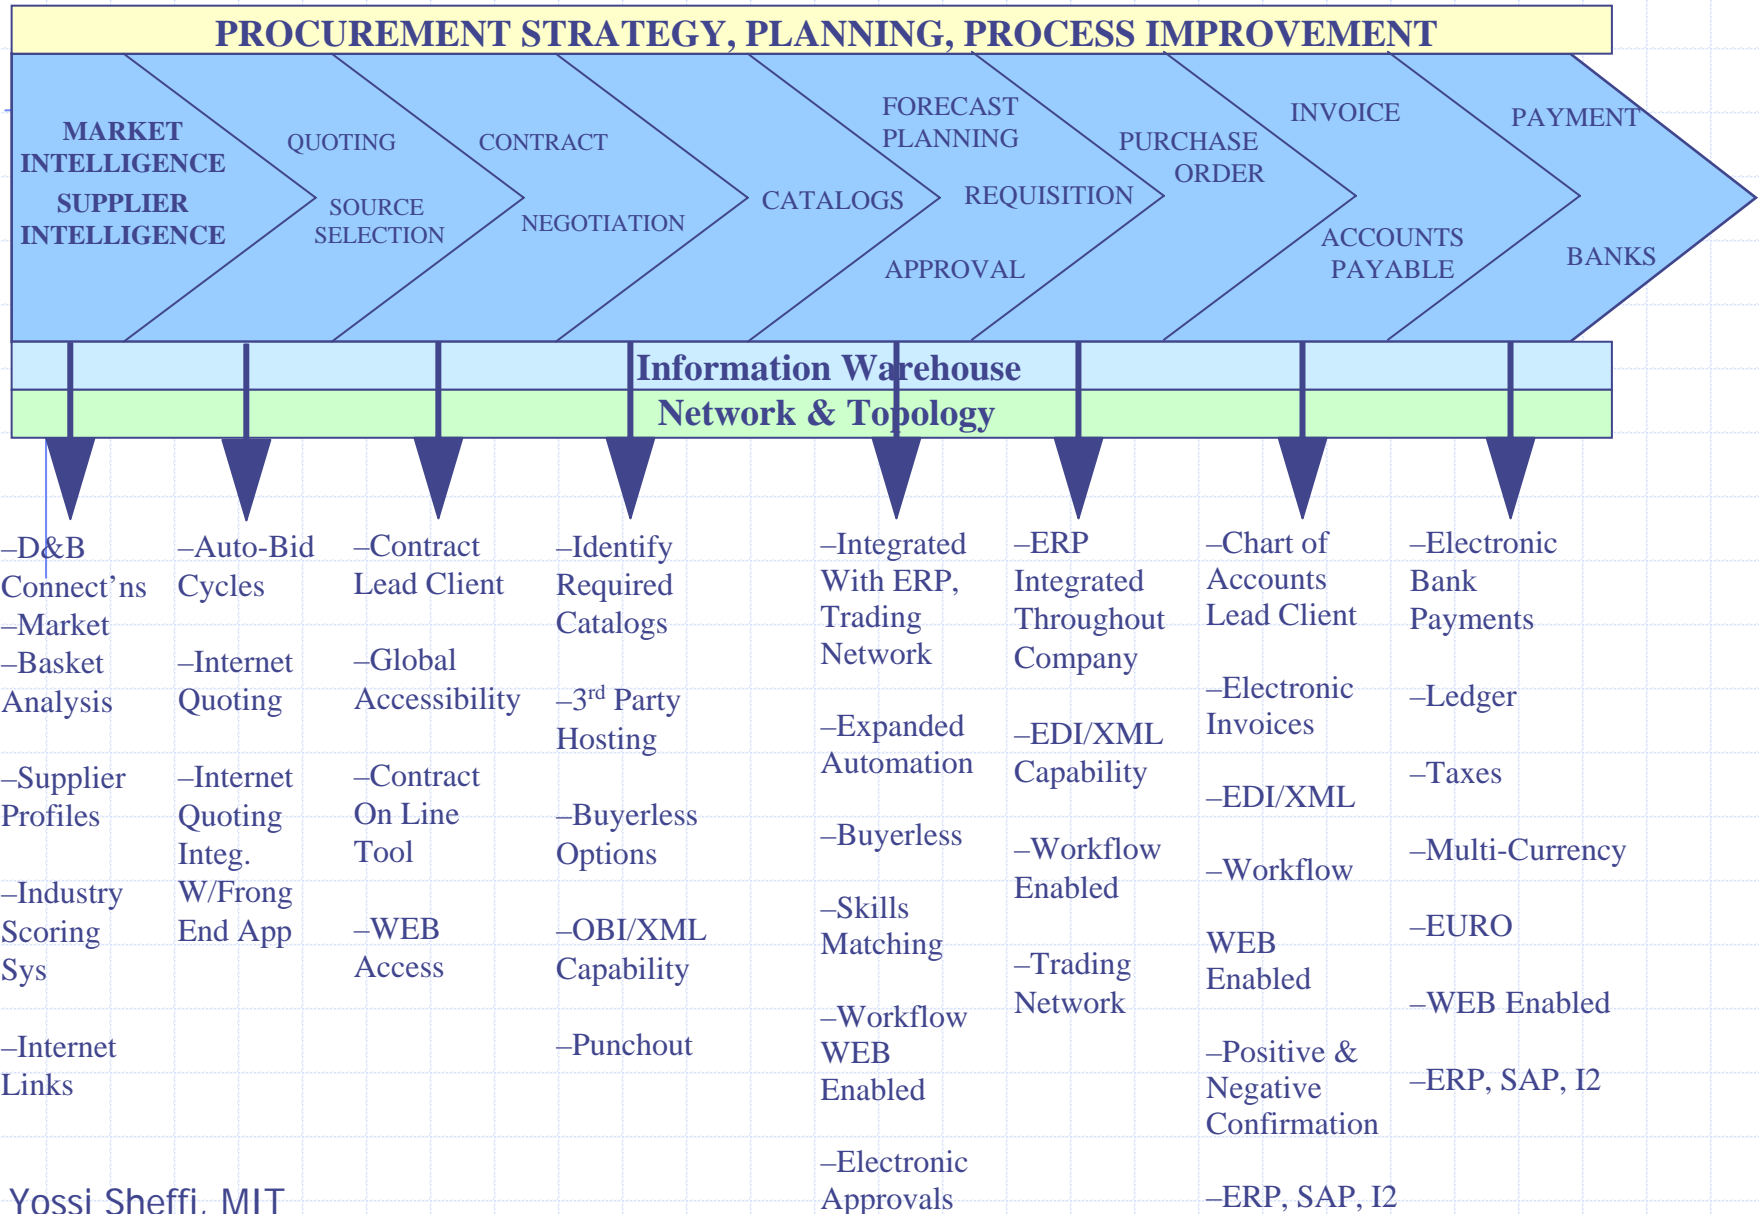 PROCUREMENT STRATEGY, PLANNING, PROCESS IMPROVEMENT
MARKET
INTELLIGENCE
SUPPLIER
INTELLIGENCE
QUOTING
SOURCE
SELECTION
CONTRACT
NEGOTIATION
CATALOGS
FORECAST
PLANNING
REQUISITION
APPROVAL
PURCHASE
ORDER
INVOICE
ACCOUNTS
PAYABLE
PAYMENT
BANKS
Information Warehouse
Network & Topology
–D&B
Connect'ns
–Market
–Basket
Analysis
–Supplier
Profiles
–Industry
Scoring
Sys
–Internet
Links
–Auto-Bid
Cycles
–Internet
Quoting
–Internet
Quoting
Integ.
W/Frong
End App
–Contract
Lead Client
–Global
Accessibility
–Contract
On Line
Tool
–WEB
Access
–Identify
Required
Catalogs
–3rd Party
Hosting
–Buyerless
Options
–OBI/XML
Capability
–Punchout
–Integrated
With ERP,
Trading
Network
–Expanded
Automation
–Buyerless
–Skills
Matching
–Workflow
WEB
Enabled
–Electronic
Approvals
–ERP
Integrated
Throughout
Company
–EDI/XML
Capability
–Workflow
Enabled
–Trading
Network
–Chart of
Accounts
Lead Client
–Electronic
Invoices
–EDI/XML
–Workflow
WEB
Enabled
–Positive &
Negative
Confirmation
–ERP, SAP, I2
–Electronic
Bank
Payments
–Ledger
–Taxes
–Multi-Currency
–EURO
–WEB Enabled
–ERP, SAP, I2
Yossi Sheffi, MIT